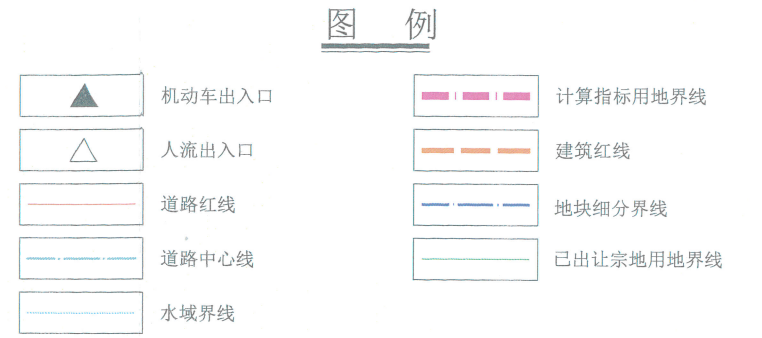 图 例
机动车出入口
人流出入口
道路红线
道路中心线
水域界线
计算指标用地界线
建筑红线
地块细分界线
已出让宗地用地界线